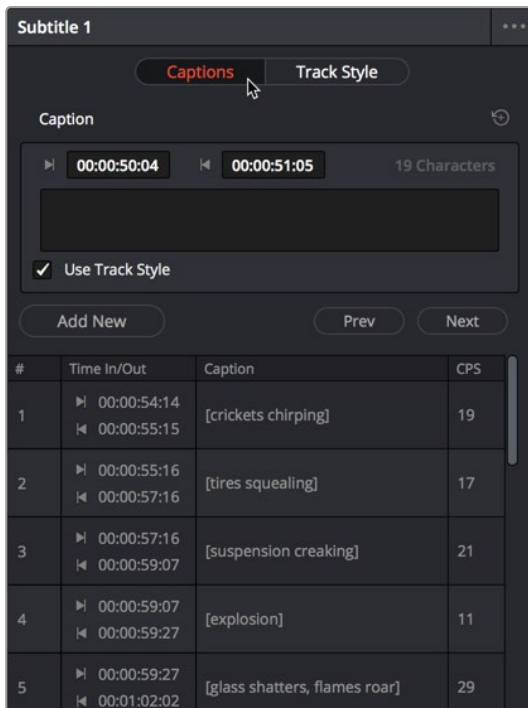 Subtitle 1
Captions Track Style
Caption
00:00:50:04 00:00:51:05 19 Characters
Use Track Style
Add New Prev Next
# Time In/Out Caption CPS
1 00:00:54:14 [crickets chirping] 19
00:00:55:15
2 00:00:55:16 [tires squealing] 17
00:00:57:16
3 00:00:57:16 [suspension creaking] 21
00:00:59:07
4 00:00:59:07 [explosion] 11
00:00:59:27
5 00:00:59:27 [glass shatters, flames roar] 29
00:01:02:02